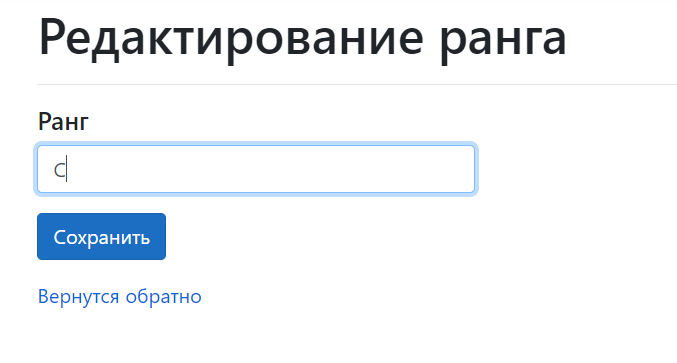 Редактирование ранга
Ранг
С
Сохранить
Вернутся обратно